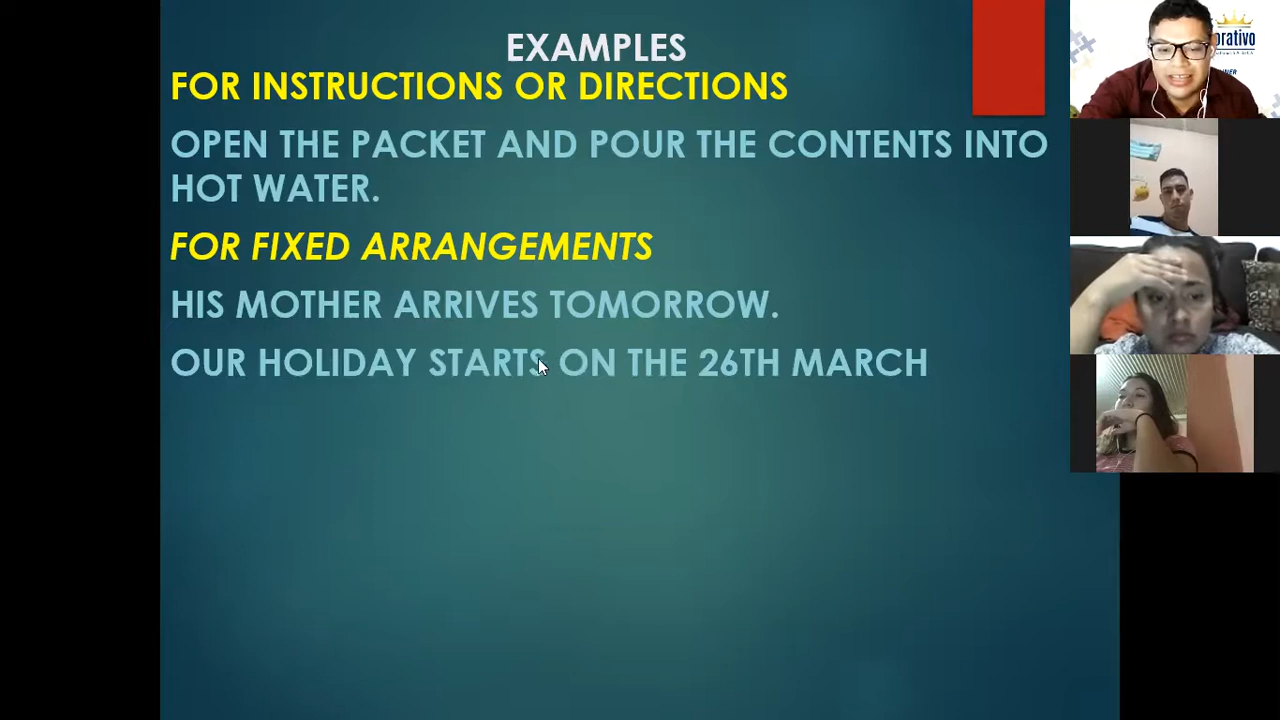 EXAMPLES
FOR INSTRUCTIONS OR DIRECTIONS
OPEN THE PACKET AND POUR THE CONTENTS INTO
HOT WATER.
FOR FIXED ARRANGEMENTS
HIS MOTHER ARRIVES TOMORROW.
OUR HOLIDAY STARTS ON THE 26TH MARCH
orativo